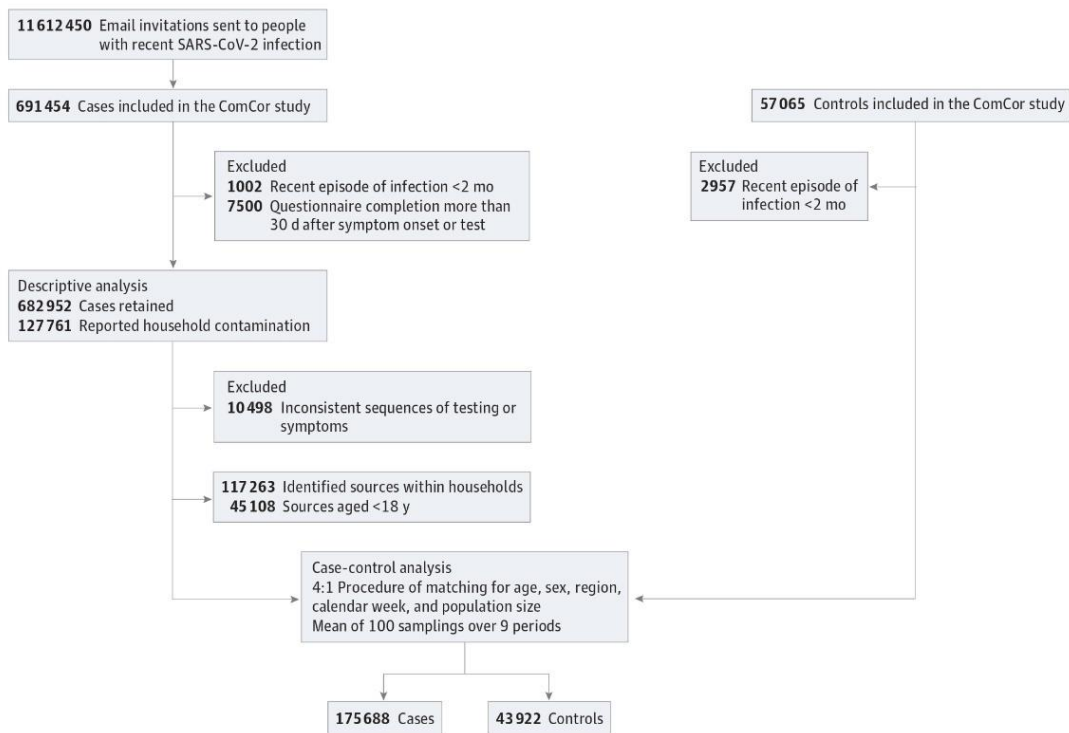 11 612 450 Email invitations sent to people
with recent SARS-CoV-2 infection
691 454 Cases included in the ComCor study
57 065 Controls included in the ComCor study
Excluded
1002 Recent episode of infection <2 mo
7500 Questionnaire completion more than
30 d after symptom onset or test
Excluded
2957 Recent episode of
infection <2 mo
Descriptive analysis
682 952 Cases retained
127 761 Reported household contamination
Excluded
10 498 Inconsistent sequences of testing or
symptoms
117 263 Identified sources within households
45 108 Sources aged <18 y
Case-control analysis
4:1 Procedure of matching for age, sex, region,
calendar week, and population size
Mean of 100 samplings over 9 periods
175 688 Cases
43 922 Controls